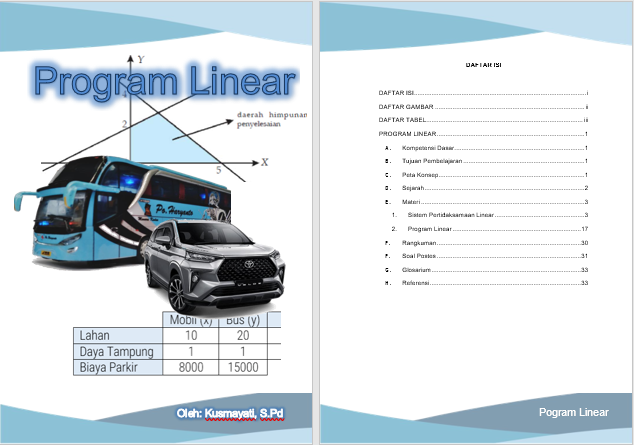 Program Linear
Y
daerah himpunan
penyelesaian
2
5
X
Po. Haryanto
Mobil (x) Bus (y)
Lahan 10 20
Daya Tampung 1 1
Biaya Parkir 8000 15000
Oleh: Kusmayati, S.Pd
DAFTAR ISI
DAFTAR ISI i
DAFTAR GAMBAR ii
DAFTAR TABEL iii
PROGRAM LINEAR 1
A. Kompetensi Dasar 1
B. Tujuan Pembelajaran 1
C. Peta Konsep 1
D. Sejarah 2
E. Materi 3
1. Sistem Pertidaksamaan Linear 3
2. Program Linear 17
F. Rangkuman 30
F. Soal Postes 31
G. Glosarium 33
H. Referensi 33
Pogram Linear